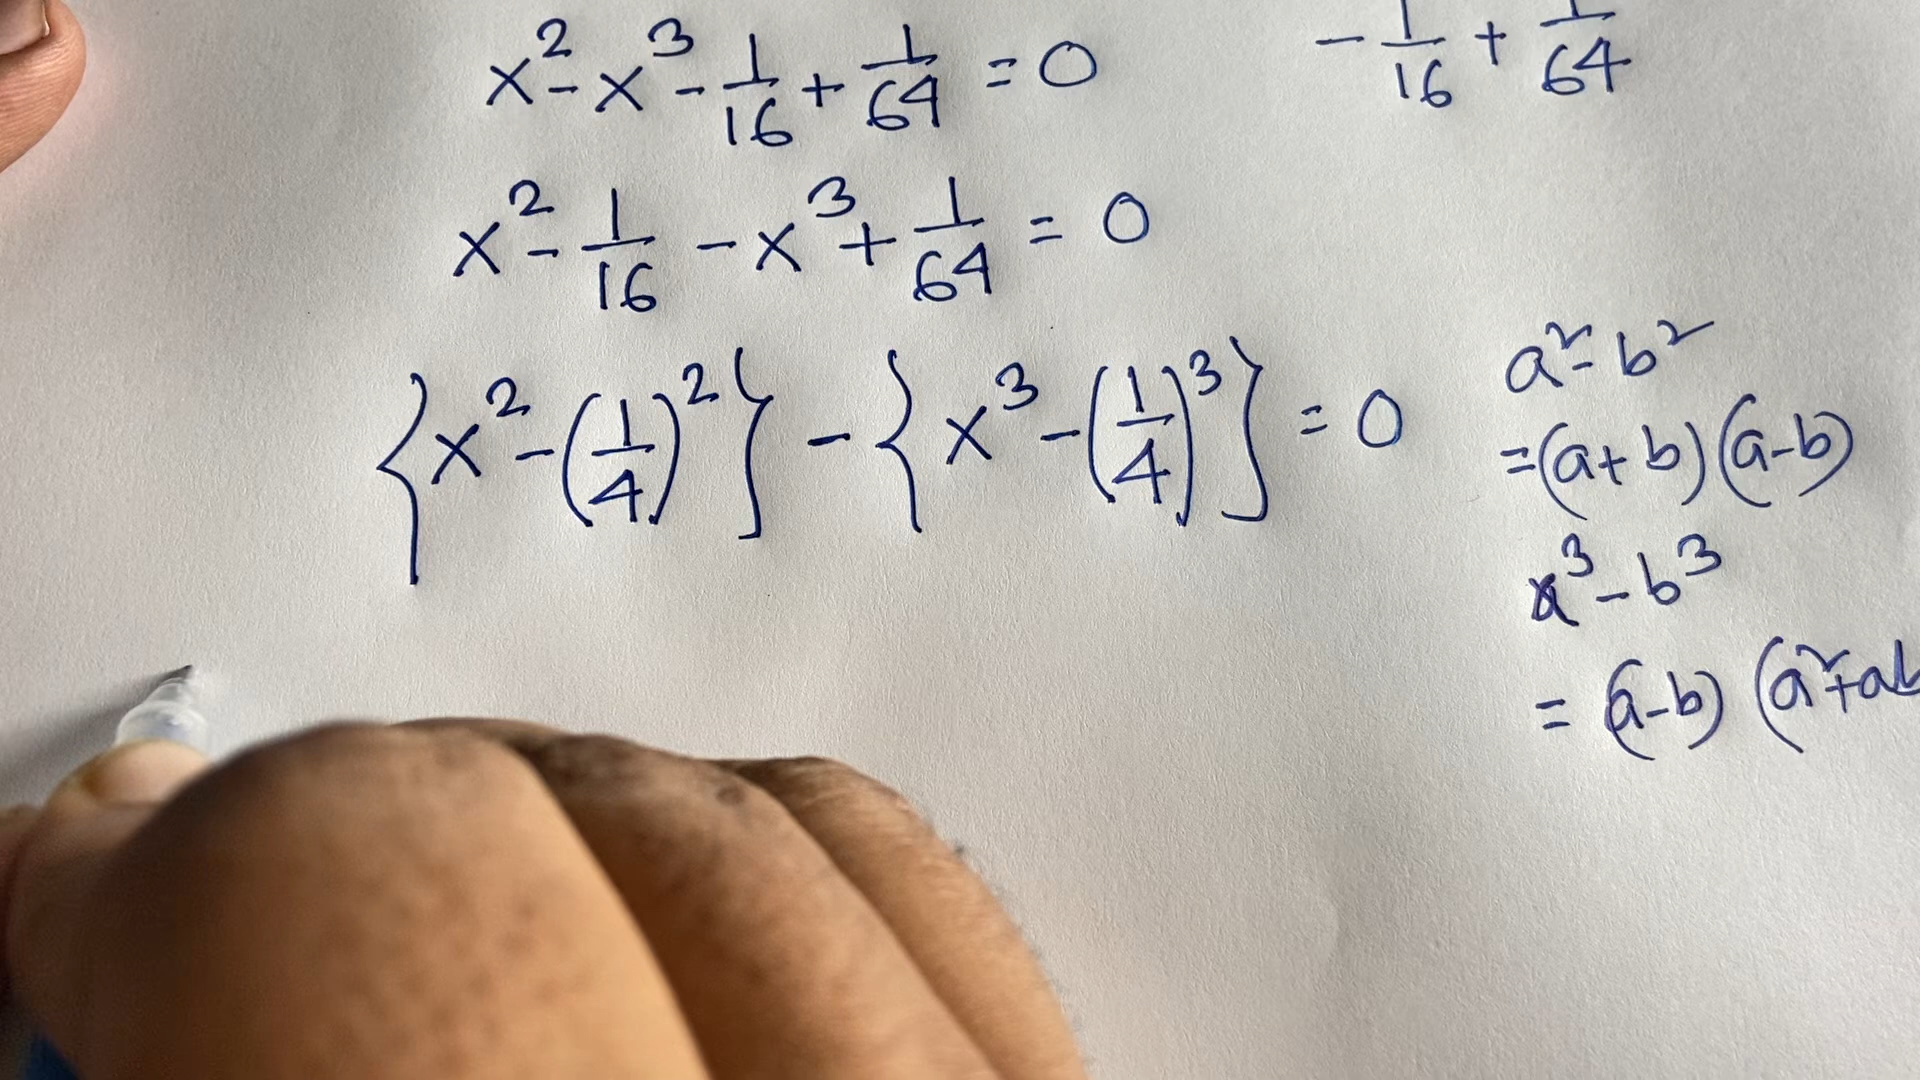 x² - x³ - 1/16 + 1/64 = 0
- 1/16 + 1/64
x² - 1/16 - x³ + 1/64 = 0
{x² - (1/4)²} - {x³ - (1/4)³} = 0
a² - b²
= (a + b) (a - b)
a³ - b³
= (a - b) (a² + ab